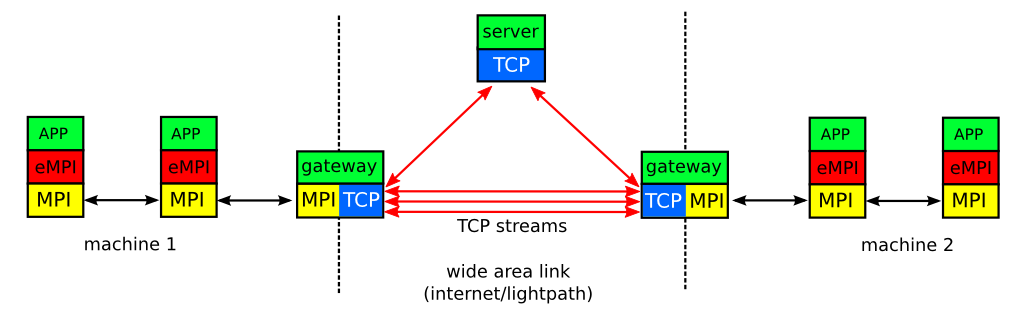 server
TCP
APP
eMPI
MPI
APP
eMPI
MPI
gateway
MPI TCP
gateway
TCP MPI
APP
eMPI
MPI
APP
eMPI
MPI
TCP streams
machine 1
machine 2
wide area link
(internet/lightpath)